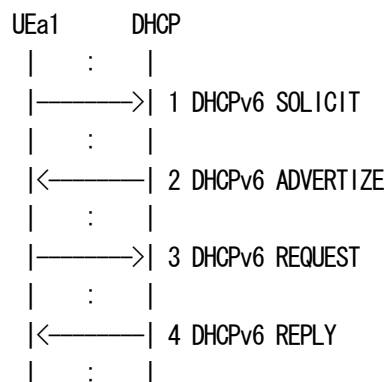 UEa1 DHCP
| : |
|--------->| 1 DHCPv6 SOLICIT
| : |
|<---------| 2 DHCPv6 ADVERTIZE
| : |
|--------->| 3 DHCPv6 REQUEST
| : |
|<---------| 4 DHCPv6 REPLY
| : |